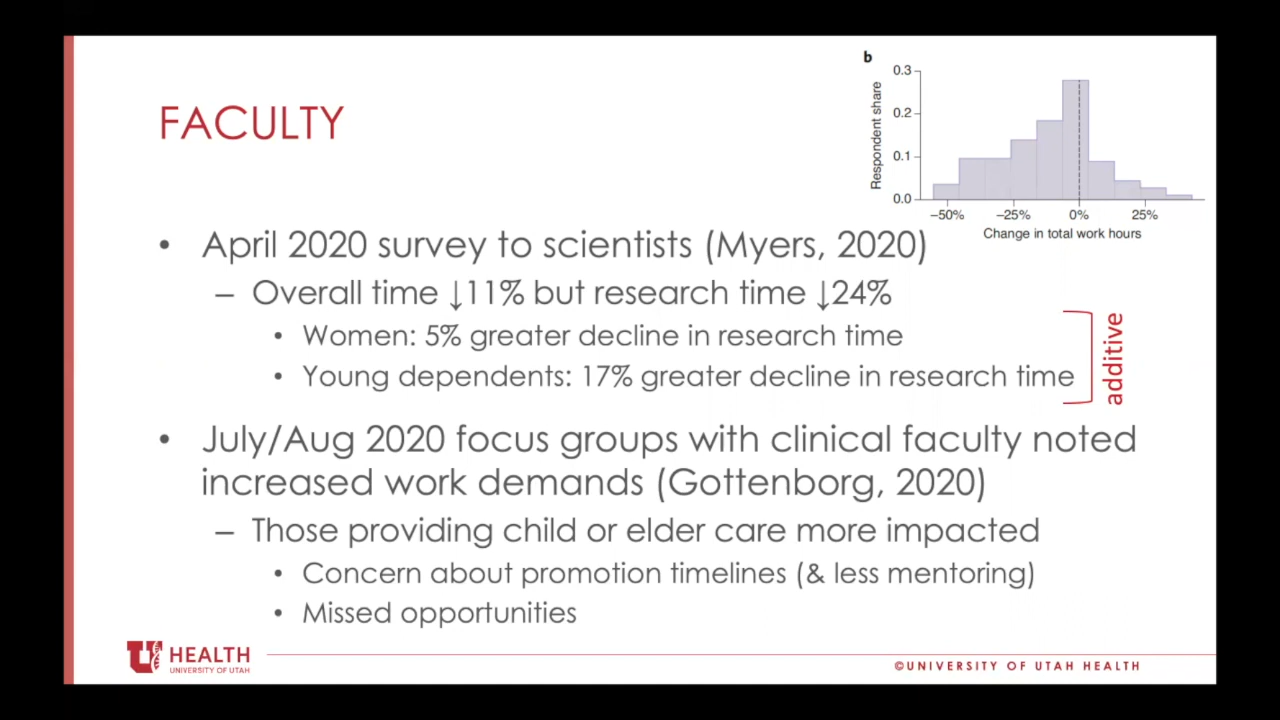 b
0.3
0.2
0.1
0.0
Respondent share
−50%
−25%
0%
25%
Change in total work hours
FACULTY
• April 2020 survey to scientists (Myers, 2020)
– Overall time ↓11% but research time ↓24%
• Women: 5% greater decline in research time
• Young dependents: 17% greater decline in research time
additive
• July/Aug 2020 focus groups with clinical faculty noted
increased work demands (Gottenborg, 2020)
– Those providing child or elder care more impacted
• Concern about promotion timelines (& less mentoring)
• Missed opportunities
U HEALTH
UNIVERSITY OF UTAH
©UNIVERSITY OF UTAH HEALTH